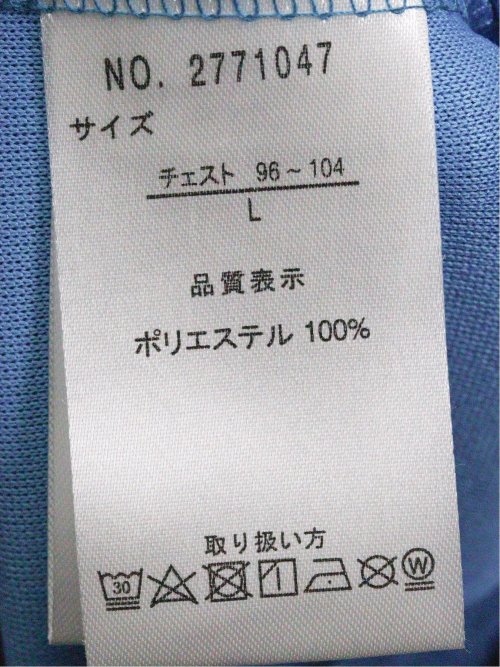 NO. 2771047
サイズ
チェスト 96~104
L
品質表示
ポリエステル 100%
取り扱い方
30
W